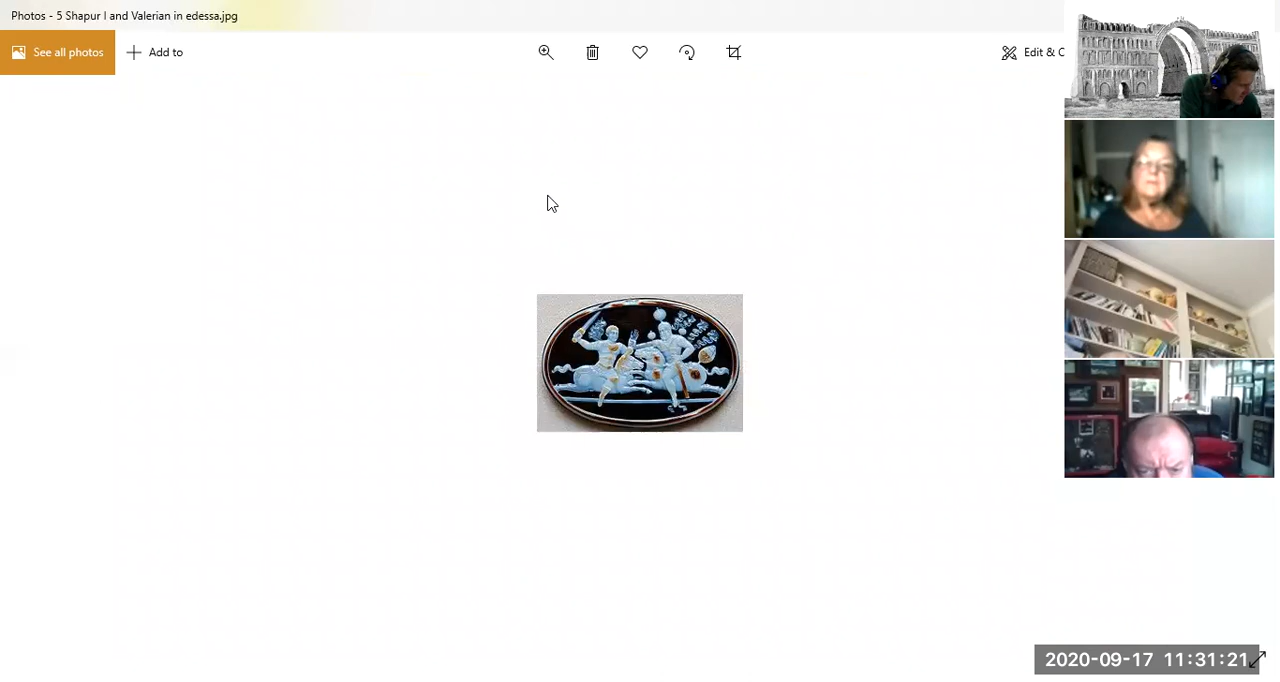 Photos - 5 Shapur I and Valerian in edessa.jpg
See all photos
Add to
Edit & C
2020-09-17 11:31:21